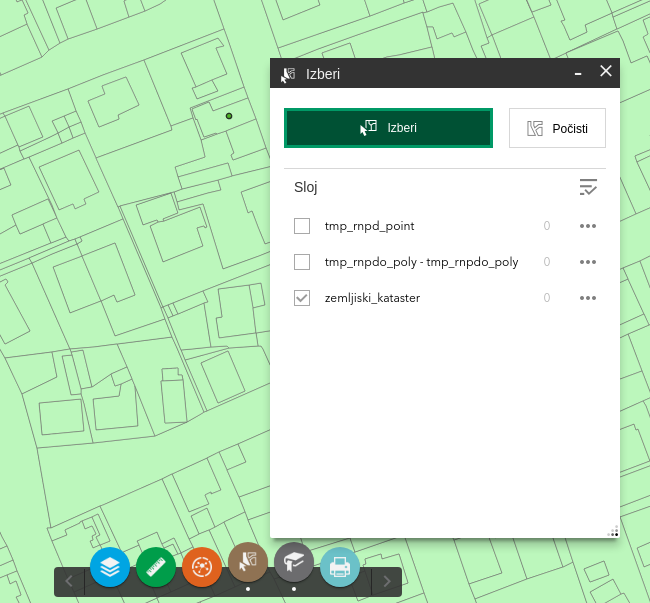 Izberi
Izberi
Počisti
Sloj
tmp_rnpd_point 0
tmp_rnpdo_poly - tmp_rnpdo_poly 0
zemljiski_kataster 0